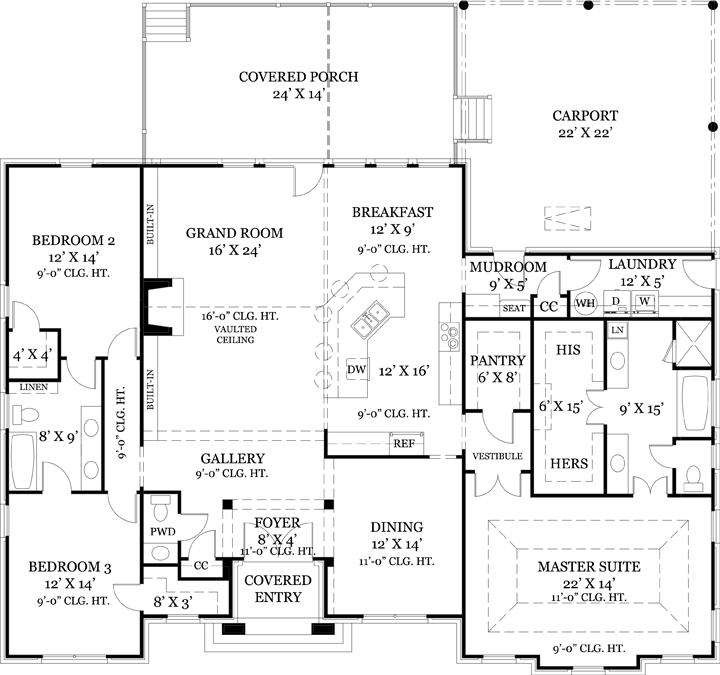 COVERED PORCH
24' X 14'
CARPORT
22' X 22'
BEDROOM 2
12' X 14'
9'-0" CLG. HT.
BUILT-IN
GRAND ROOM
16' X 24'
16'-0" CLG. HT.
VAULTED
CEILING
BREAKFAST
12' X 9'
9'-0" CLG. HT.
MUDROOM
9' X 5'
SEAT
CC
LAUNDRY
12' X 5'
WH
D
W
4' X 4'
LINEN
8' X 9'
9'-0" CLG. HT.
BUILT-IN
DW
12' X 16'
9'-0" CLG. HT.
REF
PANTRY
6' X 8'
VESTIBULE
HIS
6' X 15'
HERS
LN
9' X 15'
GALLERY
9'-0" CLG. HT.
PWD
CC
FOYER
8' X 4'
11'-0" CLG. HT.
DINING
12' X 14'
11'-0" CLG. HT.
BEDROOM 3
12' X 14'
9'-0" CLG. HT.
8' X 3'
COVERED
ENTRY
MASTER SUITE
22' X 14'
11'-0" CLG. HT.
9'-0" CLG. HT.